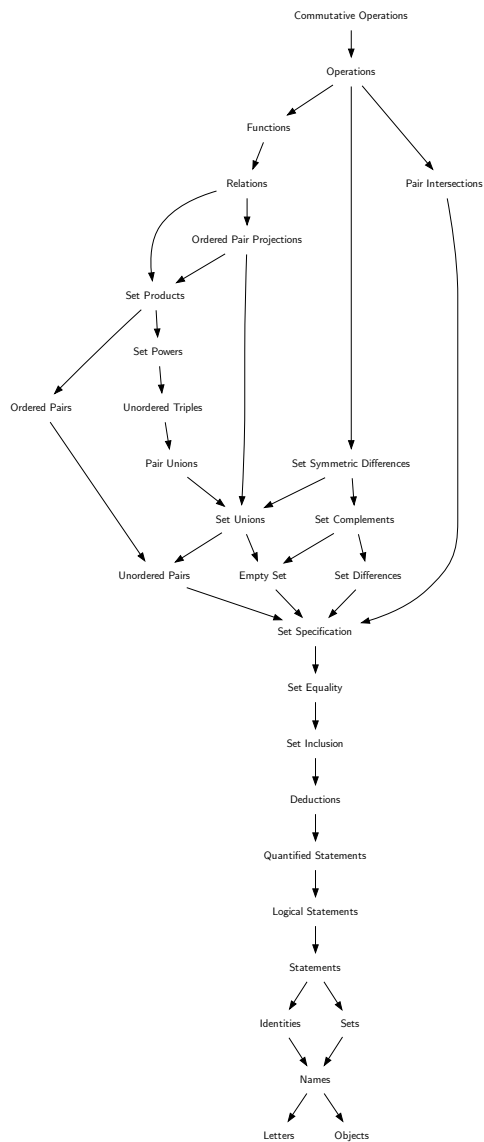 Commutative Operations
Operations
Functions
Relations
Pair Intersections
Ordered Pair Projections
Set Products
Set Powers
Ordered Pairs
Unordered Triples
Pair Unions
Set Symmetric Differences
Set Unions
Set Complements
Unordered Pairs
Empty Set
Set Differences
Set Specification
Set Equality
Set Inclusion
Deductions
Quantified Statements
Logical Statements
Statements
Identities
Sets
Names
Letters
Objects